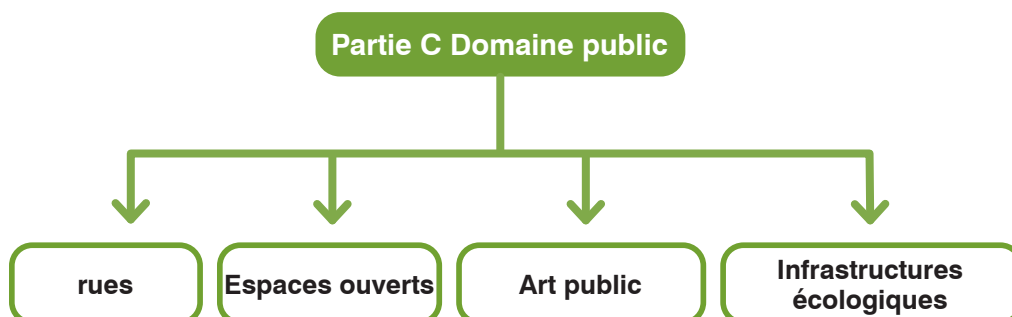 Partie C Domaine public
rues
Espaces ouverts
Art public
Infrastructures
écologiques